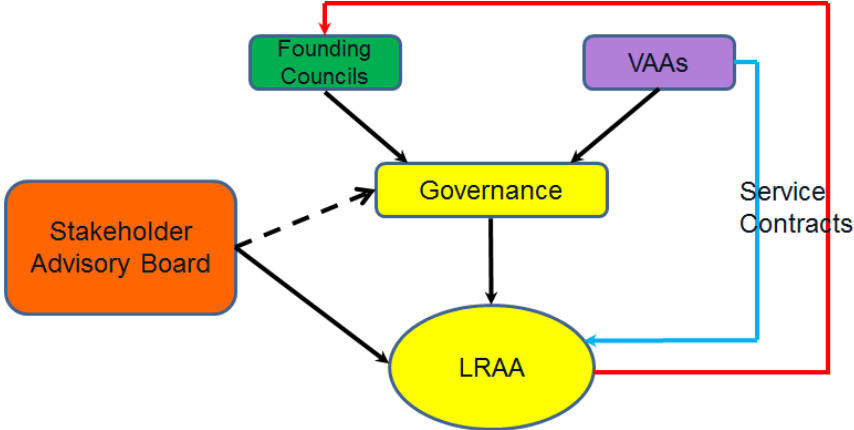 Founding
Councils
VAAs
Governance
Service
Contracts
Stakeholder
Advisory Board
LRAA